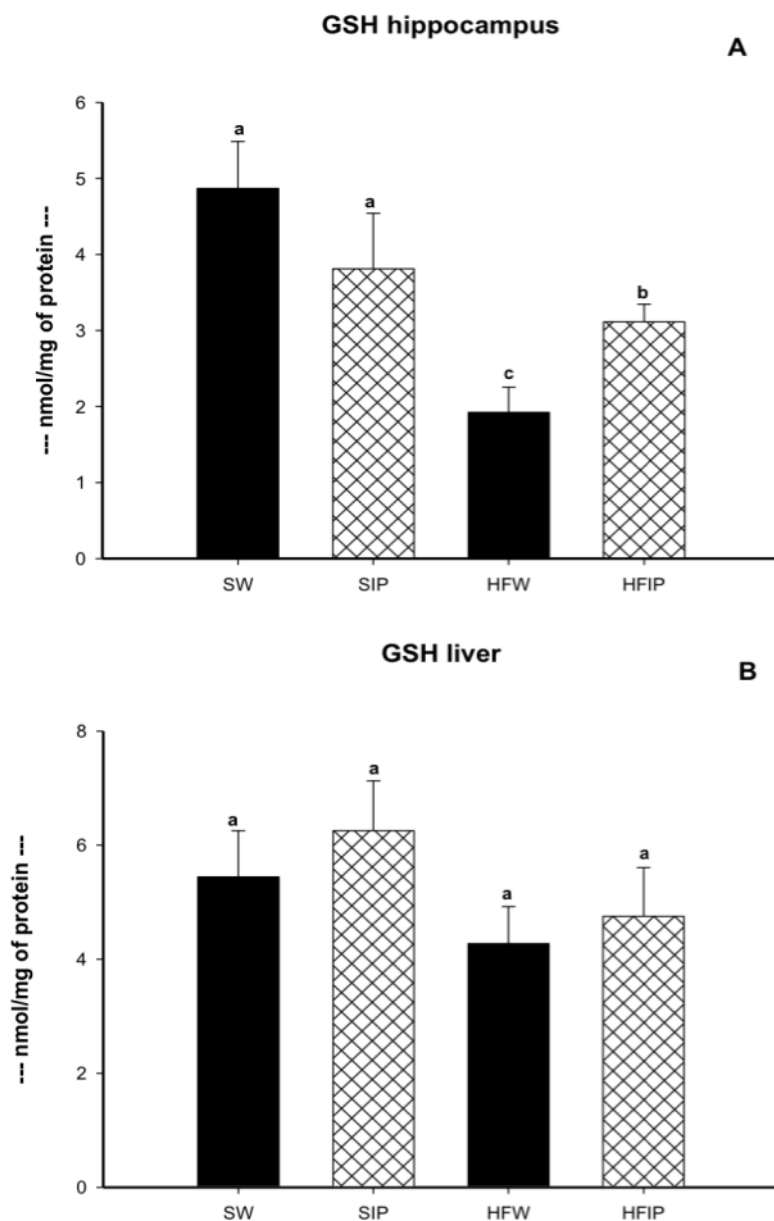 GSH hippocampus
A
6
5
4
3
2
1
0
--- nmol/mg of protein ---
a
a
c
b
SW SIP HFW HFIP
GSH liver
B
8
6
4
2
0
--- nmol/mg of protein ---
a
a
a
a
SW SIP HFW HFIP